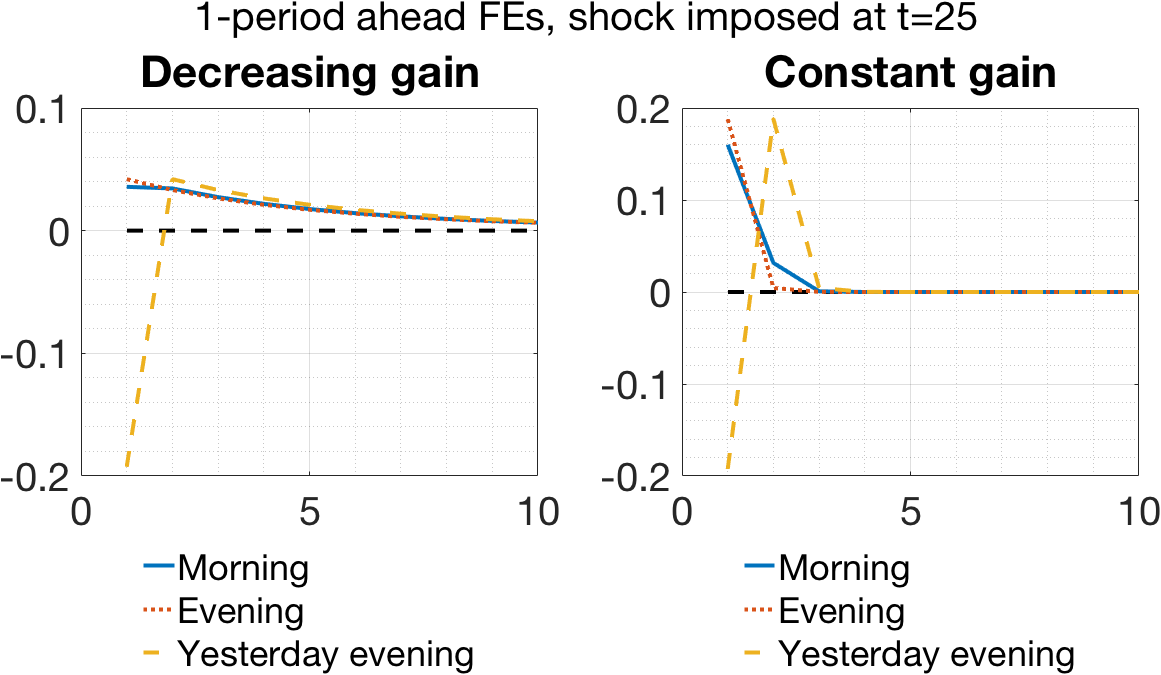 1-period ahead FEs, shock imposed at t=25
Decreasing gain
0.1
0
-0.1
-0.2
0
5
10
Morning
Evening
Yesterday evening
Constant gain
0.2
0.1
0
-0.1
-0.2
0
5
10
Morning
Evening
Yesterday evening